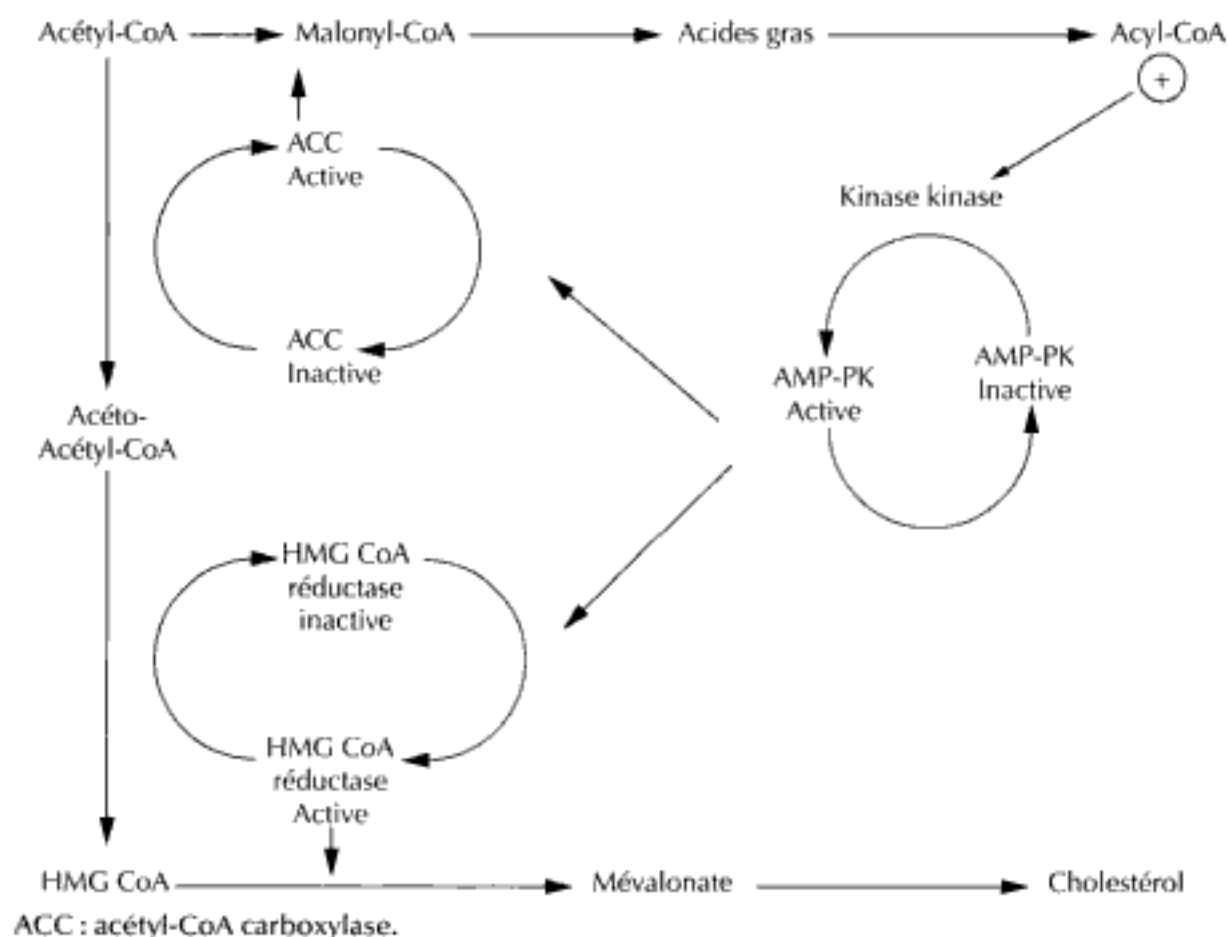 Acétyl-CoA
Malonyl-CoA
Acides gras
Acyl-CoA
+
ACC
Active
Kinase kinase
ACC
Inactive
AMP-PK
Active
AMP-PK
Inactive
Acéto-
Acétyl-CoA
HMG CoA
réductase
inactive
HMG CoA
réductase
Active
HMG CoA
Mévalonate
Cholestérol
ACC : acétyl-CoA carboxylase.